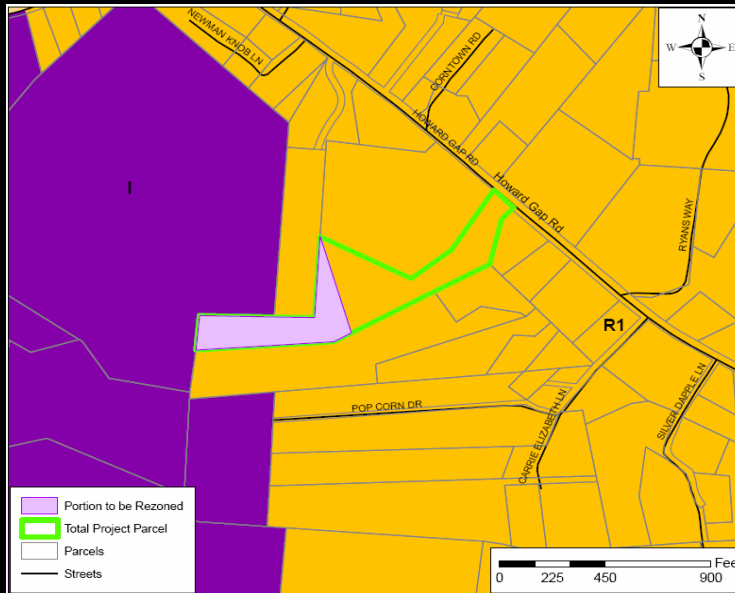 NEWMAN KNOB LN
CORNTOWN RD
N
W E
S
HOWARD GAP RD
Howard Gap Rd
I
RYANS WAY
R1
POP CORN DR
CARRIE ELIZABETH LN
SILVER DAPPLE LN
Portion to be Rezoned
Total Project Parcel
Parcels
Streets
Fee
0 225 450 900